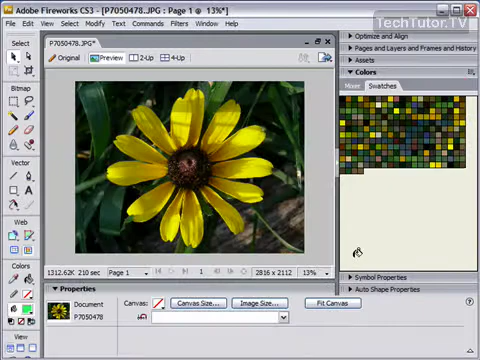 Adobe Fireworks CS3 - [P7050478.JPG : Page 1 @ 13%*]
TechTutor.TV
File Edit View Select Modify Text Commands Filters Window Help
Select
Bitmap
Vector
Web
Colors
View
P7050478.JPG*
Original Preview 2-Up 4-Up
1312.62K 210 sec Page 1 1 2816 x 2112 13%
Optimize and Align
Pages and Layers and Frames and History
Assets
Colors
Mixer Swatches
Symbol Properties
Auto Shape Properties
Properties
Document
P7050478
Canvas: Canvas Size... Image Size... Fit Canvas